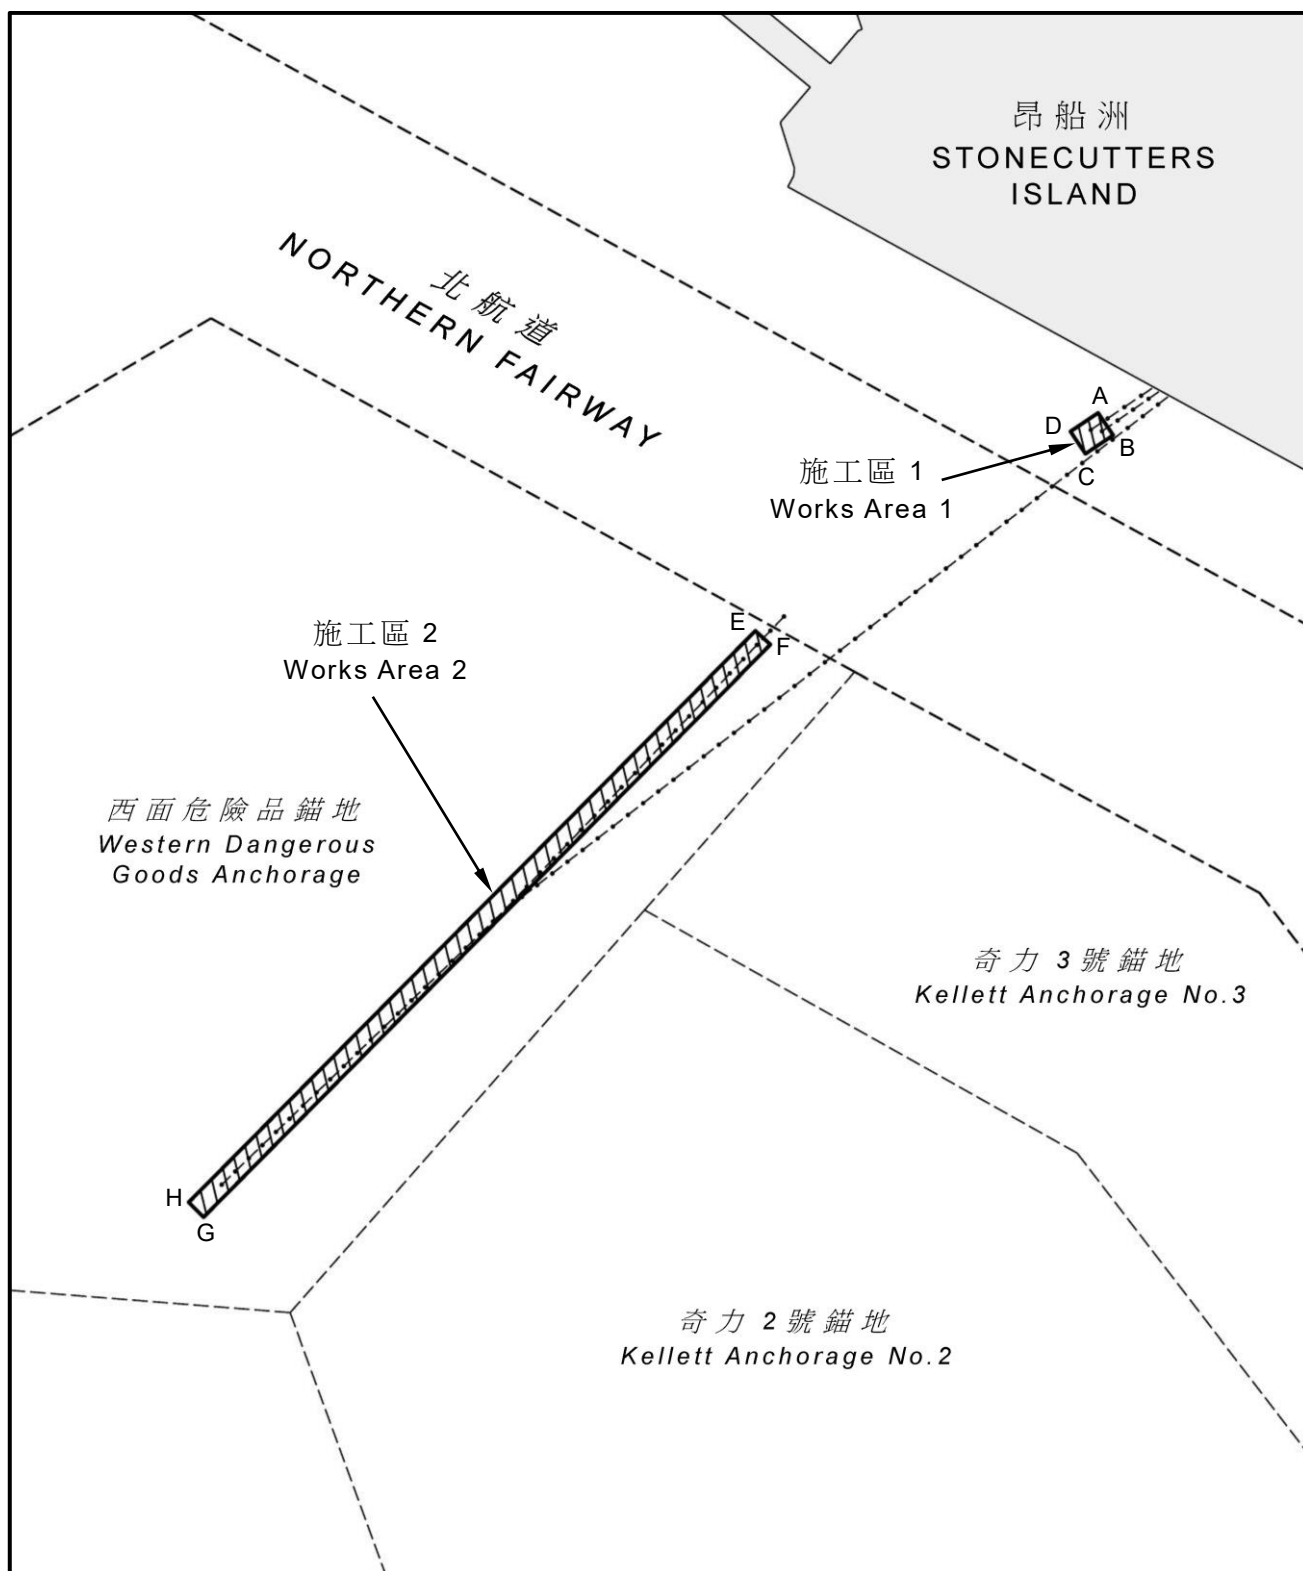 昂船洲
STONECUTTERS
ISLAND
北航道
NORTHERN FAIRWAY
A
D
B
C
施工區 1
Works Area 1
E
F
施工區 2
Works Area 2
西面危險品錨地
Western Dangerous
Goods Anchorage
奇力 3 號錨地
Kellett Anchorage No.3
H
G
奇力 2 號錨地
Kellett Anchorage No.2